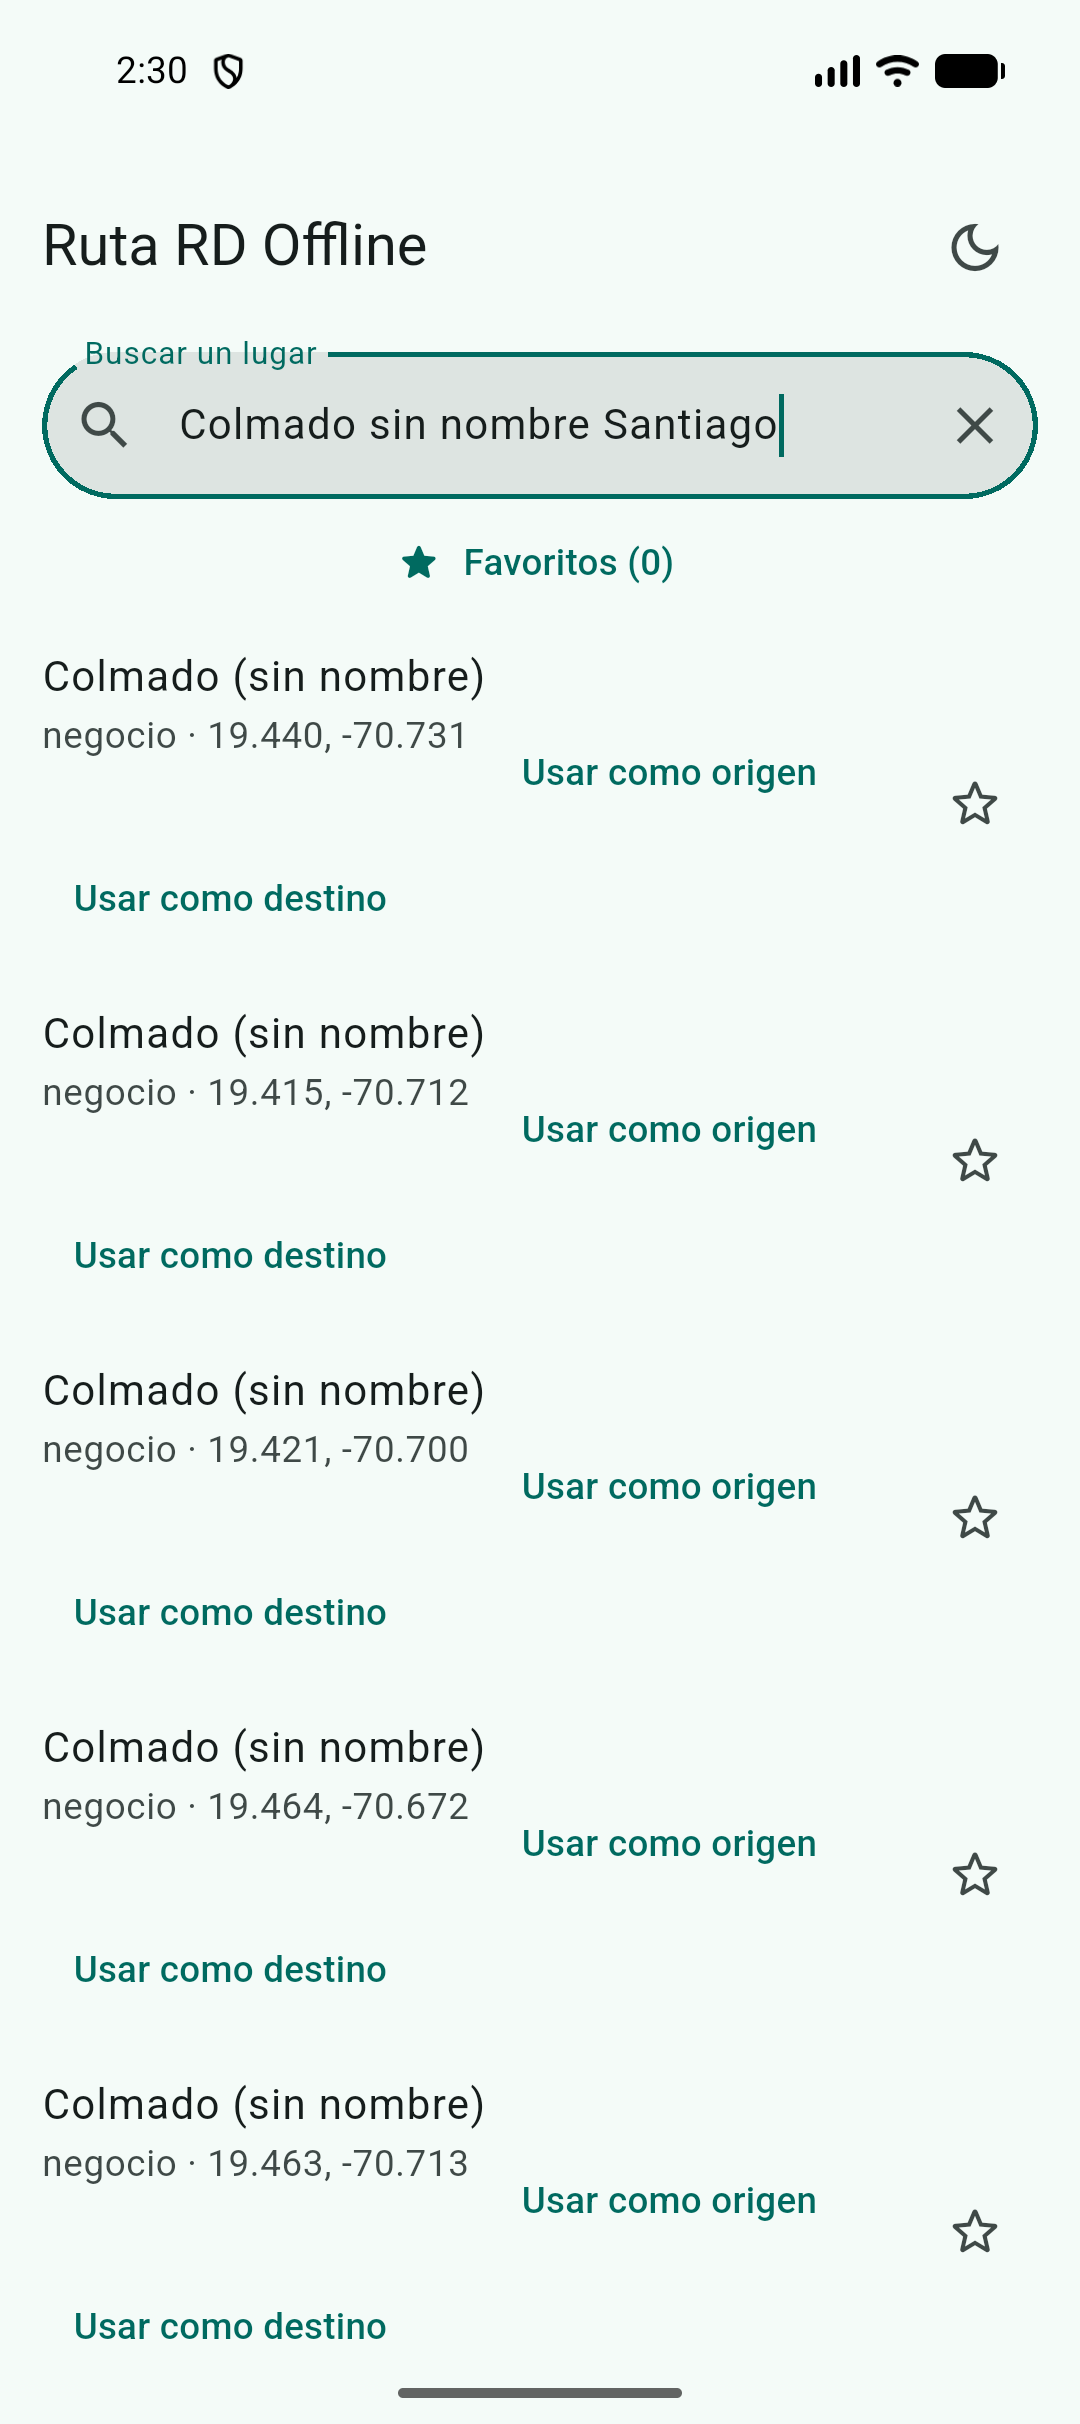 2:30
Ruta RD Offline
Buscar un lugar
Colmado sin nombre Santiago
Favoritos (0)
Colmado (sin nombre)
negocio · 19.440, -70.731
Usar como origen
Usar como destino
Colmado (sin nombre)
negocio · 19.415, -70.712
Usar como origen
Usar como destino
Colmado (sin nombre)
negocio · 19.421, -70.700
Usar como origen
Usar como destino
Colmado (sin nombre)
negocio · 19.464, -70.672
Usar como origen
Usar como destino
Colmado (sin nombre)
negocio · 19.463, -70.713
Usar como origen
Usar como destino